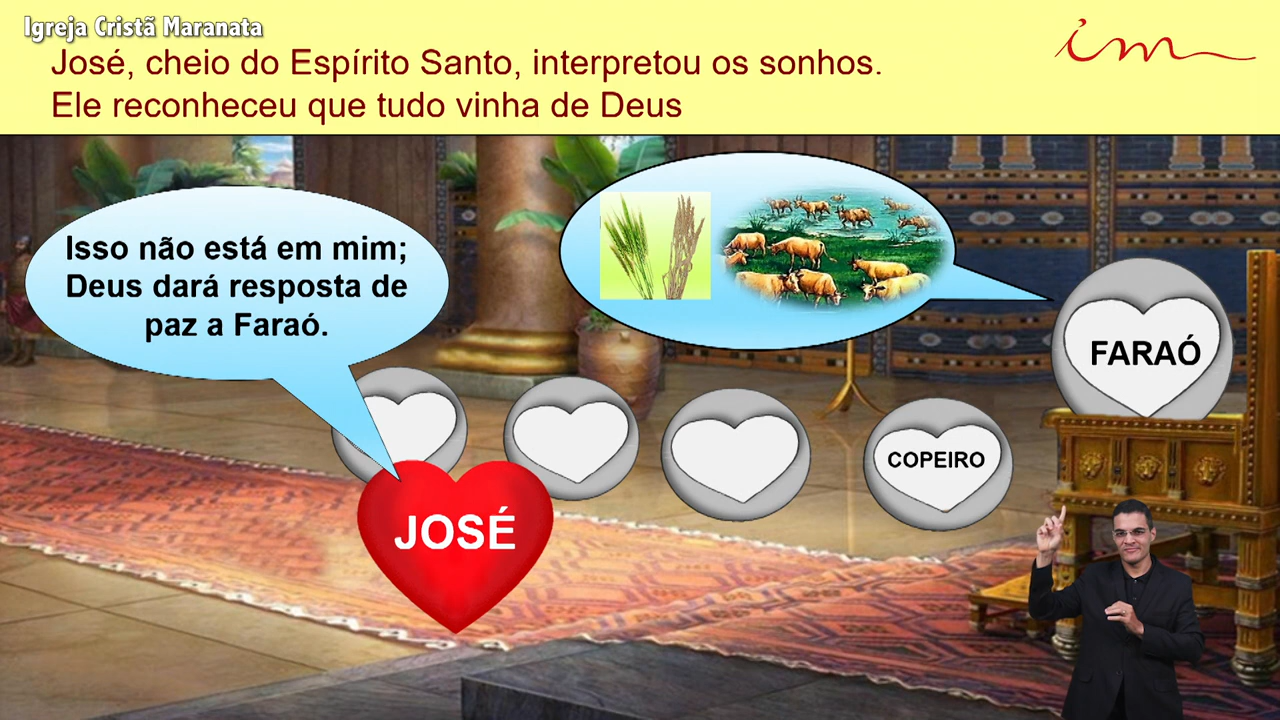 Igreja Cristã Maranata
José, cheio do Espírito Santo, interpretou os sonhos.
Ele reconheceu que tudo vinha de Deus
im
Isso não está em mim;
Deus dará resposta de
paz a Faraó.
FARAÓ
COPEIRO
JOSÉ